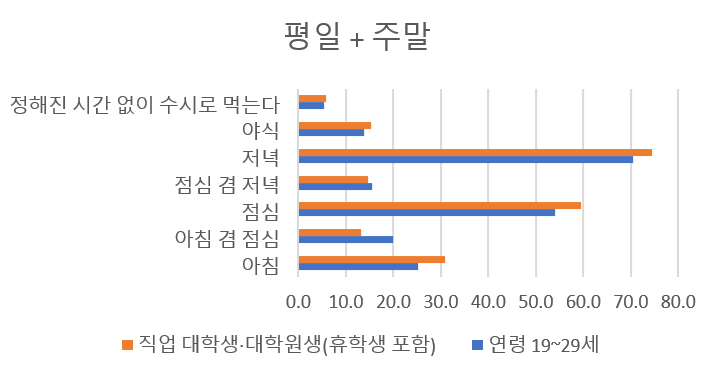 평일 + 주말
정해진 시간 없이 수시로 먹는다
야식
저녁
점심 겸 저녁
점심
아침 겸 점심
아침
0.0 10.0 20.0 30.0 40.0 50.0 60.0 70.0 80.0
직업 대학생·대학원생(휴학생 포함) 연령 19~29세